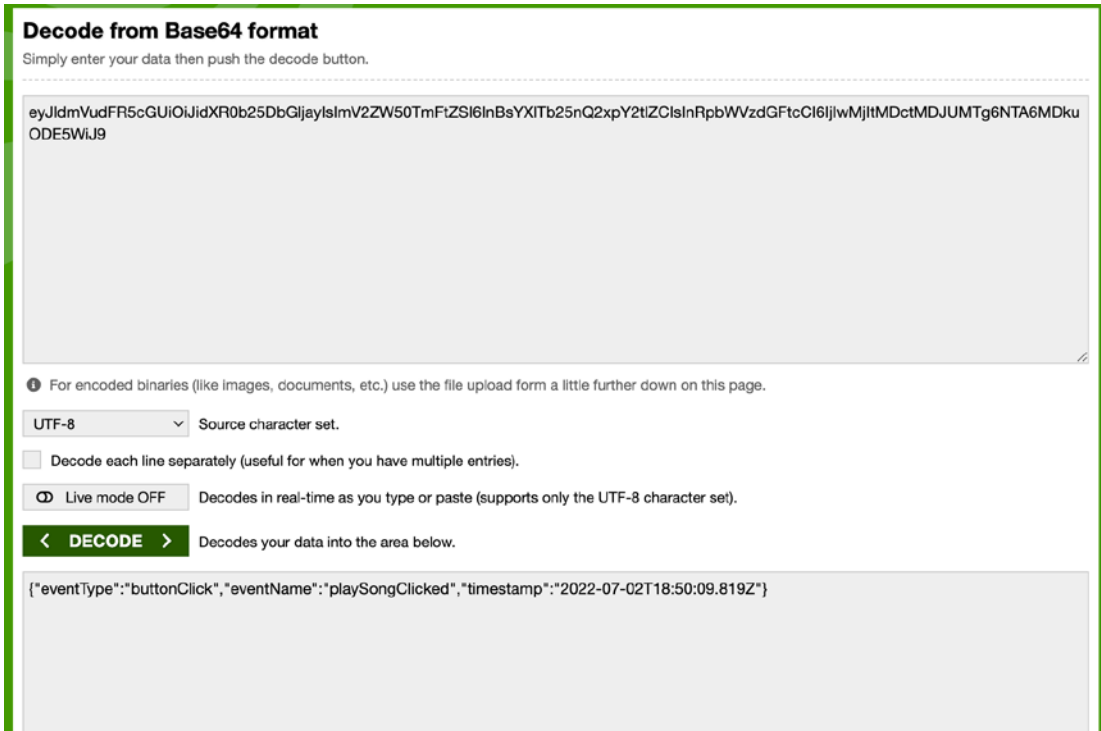 Decode from Base64 format
Simply enter your data then push the decode button.
eyJldmVudFR5cGUiOiJidXR0b25DbGljayIsImV2ZW50TmFtZSI6InBsYXlTb25nQ2xpY2tlZCIsInRpbWVzdGFtcCI6IjIwMjItMDctMDJUMTg6NTA6MDku
ODE5WiJ9
For encoded binaries (like images, documents, etc.) use the file upload form a little further down on this page.
UTF-8 Source character set.
Decode each line separately (useful for when you have multiple entries).
Live mode OFF Decodes in real-time as you type or paste (supports only the UTF-8 character set).
< DECODE > Decodes your data into the area below.
{"eventType":"buttonClick","eventName":"playSongClicked","timestamp":"2022-07-02T18:50:09.819Z"}